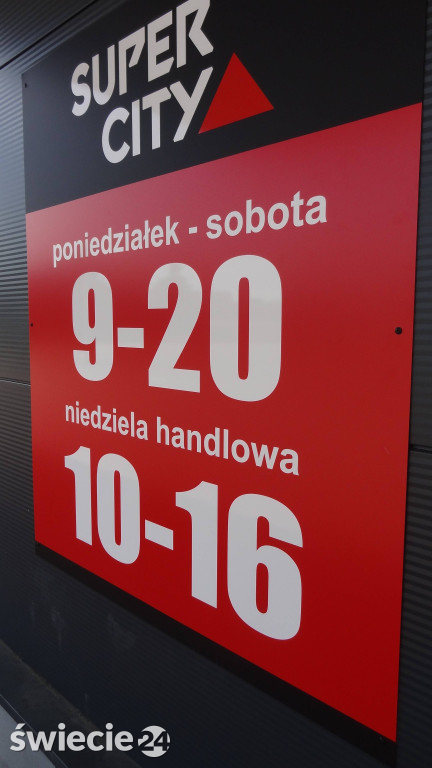 SUPER
CITY
poniedziałek - sobota
9-20
niedziela handlowa
10-16
świecie24